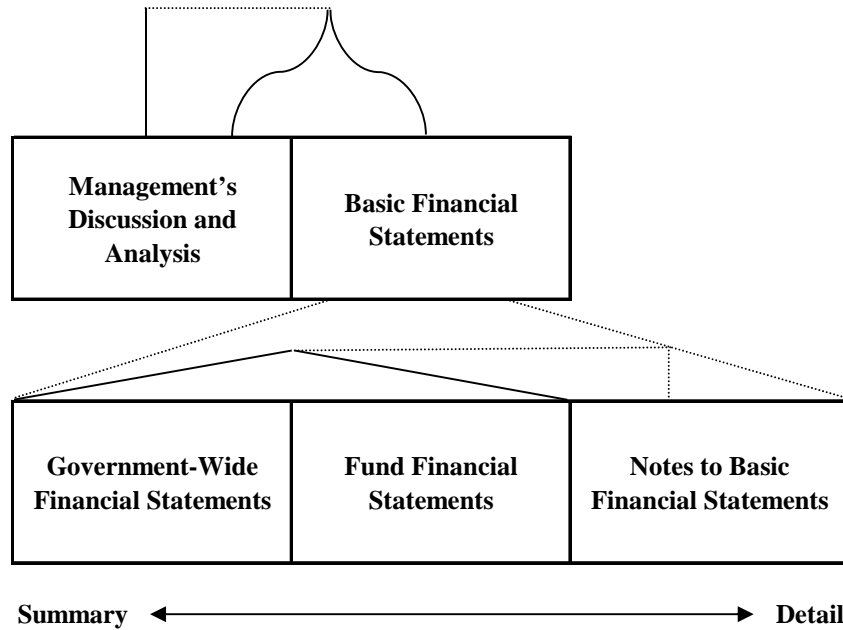 Management’s
Discussion and
Analysis
Basic Financial
Statements
Government-Wide
Financial Statements
Fund Financial
Statements
Notes to Basic
Financial Statements
Summary
Detail